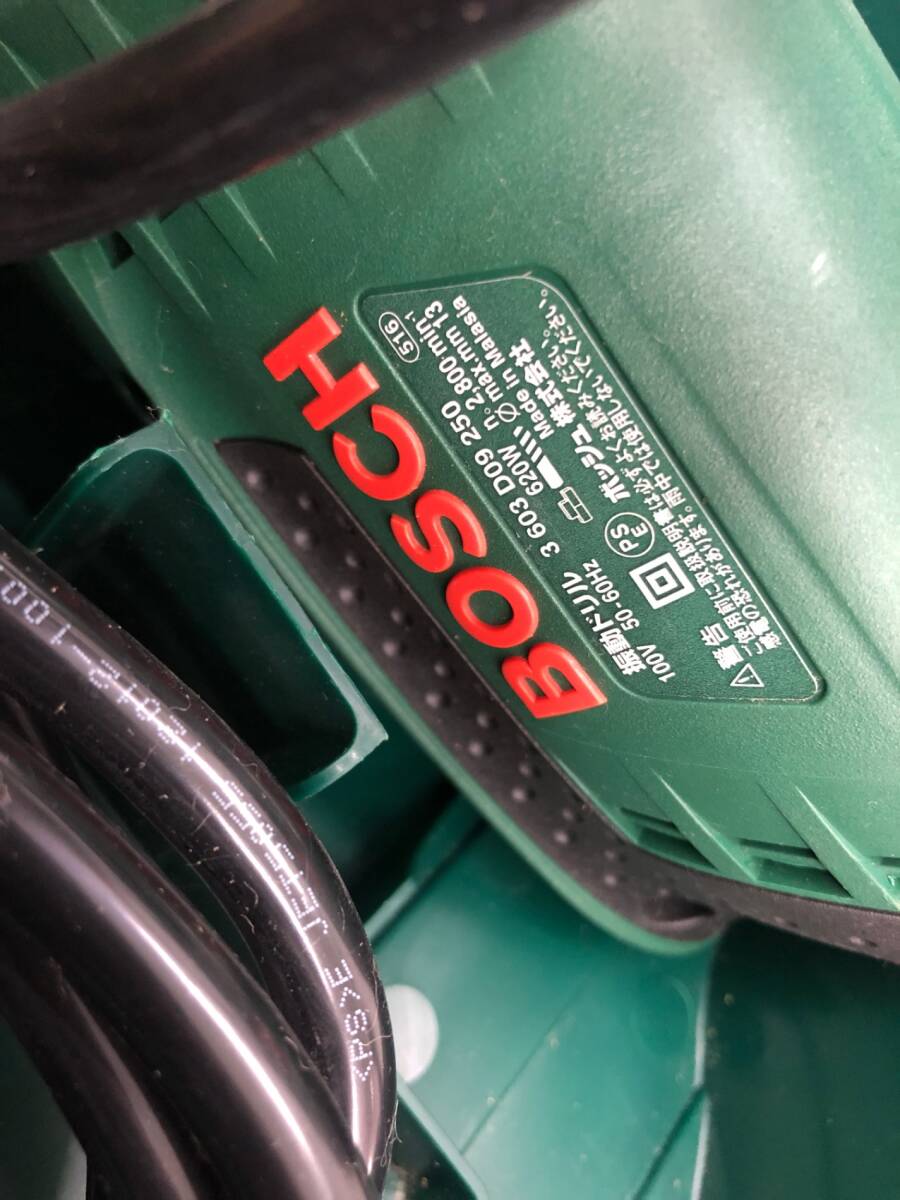 BOSCH
振動ドリル 3 603 D09 250 516
100V 50-60Hz 620W n₀ 2,800 min⁻¹
Ø max.mm 13
PS E Made in Malasia
ボッシュ株式会社
警告
ご使用前に取扱説明書は必ずよくお読みください。
感電の恐れがあります。雨中では使用しないでください。
<PS>E JET
100